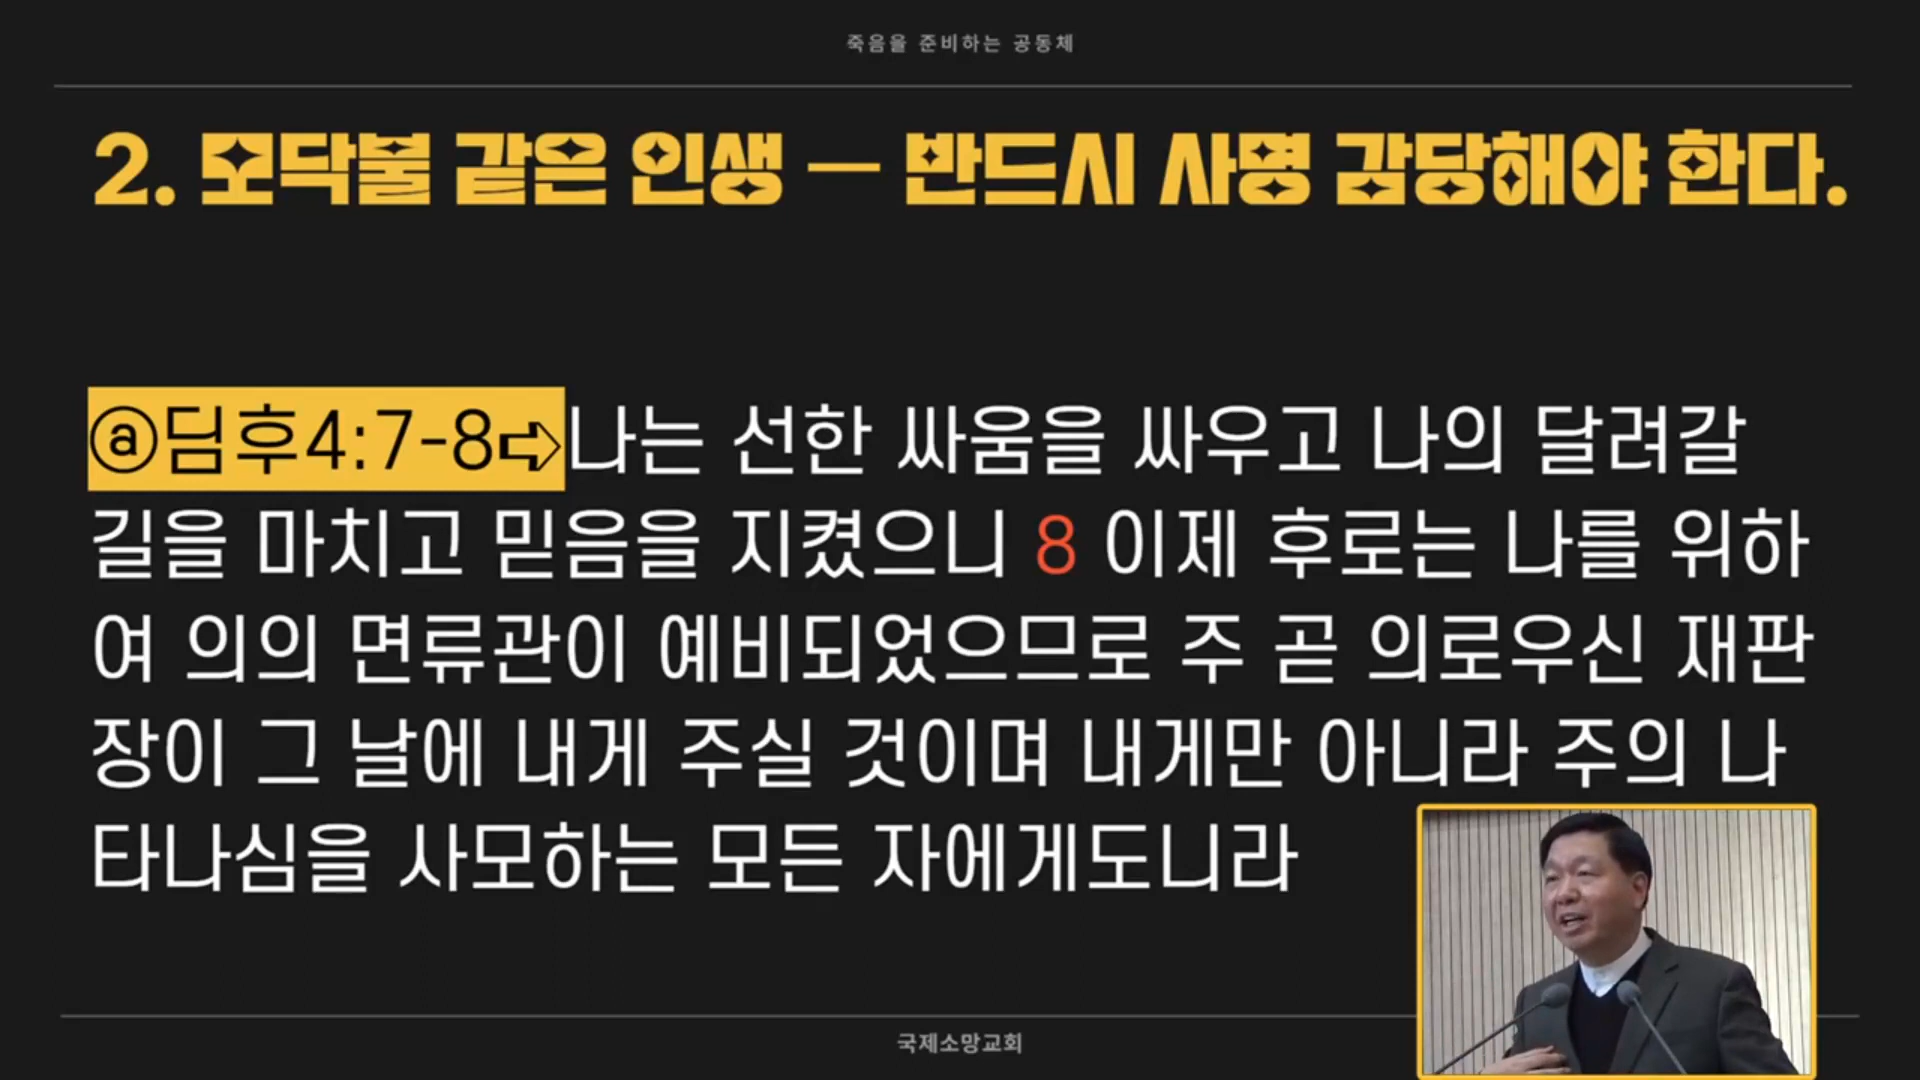 죽음을 준비하는 공동체
2. 모닥불 같은 인생 — 반드시 사명 감당해야 한다.
ⓐ딤후4:7-8⇨나는 선한 싸움을 싸우고 나의 달려갈
길을 마치고 믿음을 지켰으니 8 이제 후로는 나를 위하
여 의의 면류관이 예비되었으므로 주 곧 의로우신 재판
장이 그 날에 내게 주실 것이며 내게만 아니라 주의 나
타나심을 사모하는 모든 자에게도니라
국제소망교회